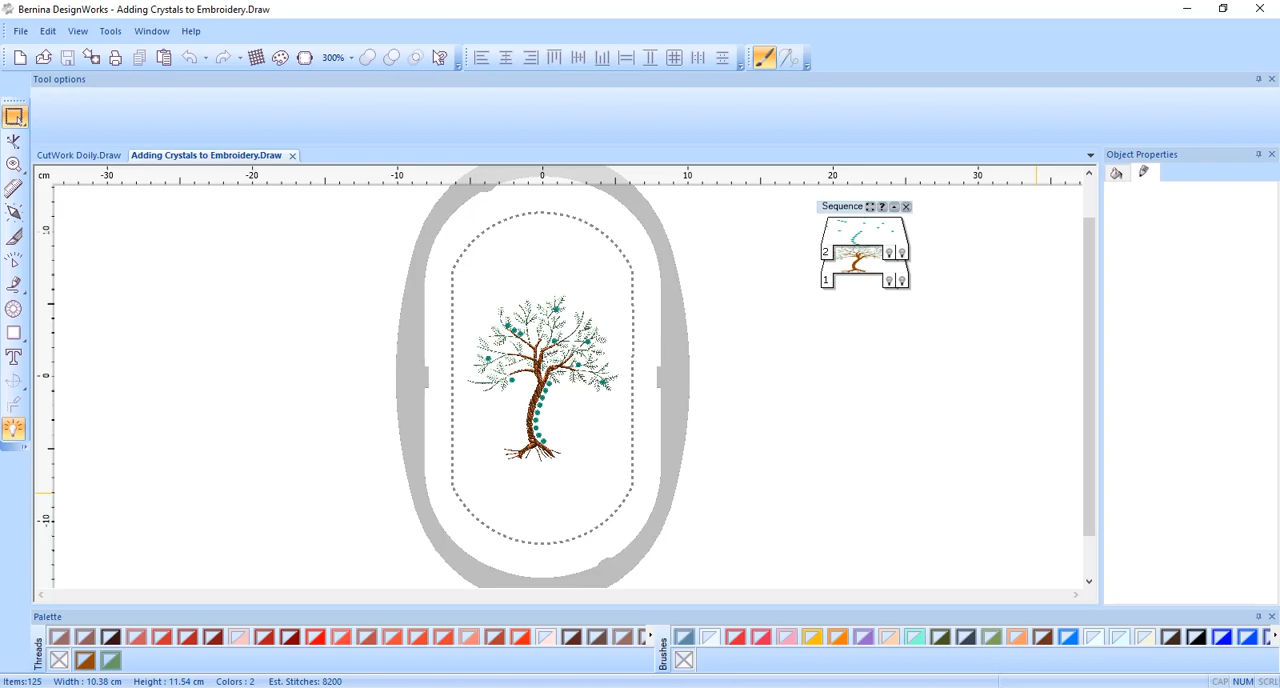 Bernina DesignWorks - Adding Crystals to Embroidery.Draw
File Edit View Tools Window Help
300%
Tool options
CutWork Doily.Draw Adding Crystals to Embroidery.Draw
Object Properties
cm -30 -20 -10 0 10 20 30
10
0
-10
Sequence
2
1
Palette
Threads
Brushes
Items:125 Width : 10.38 cm Height : 11.54 cm Colors : 2 Est. Stitches: 8200 CAP NUM SCRL